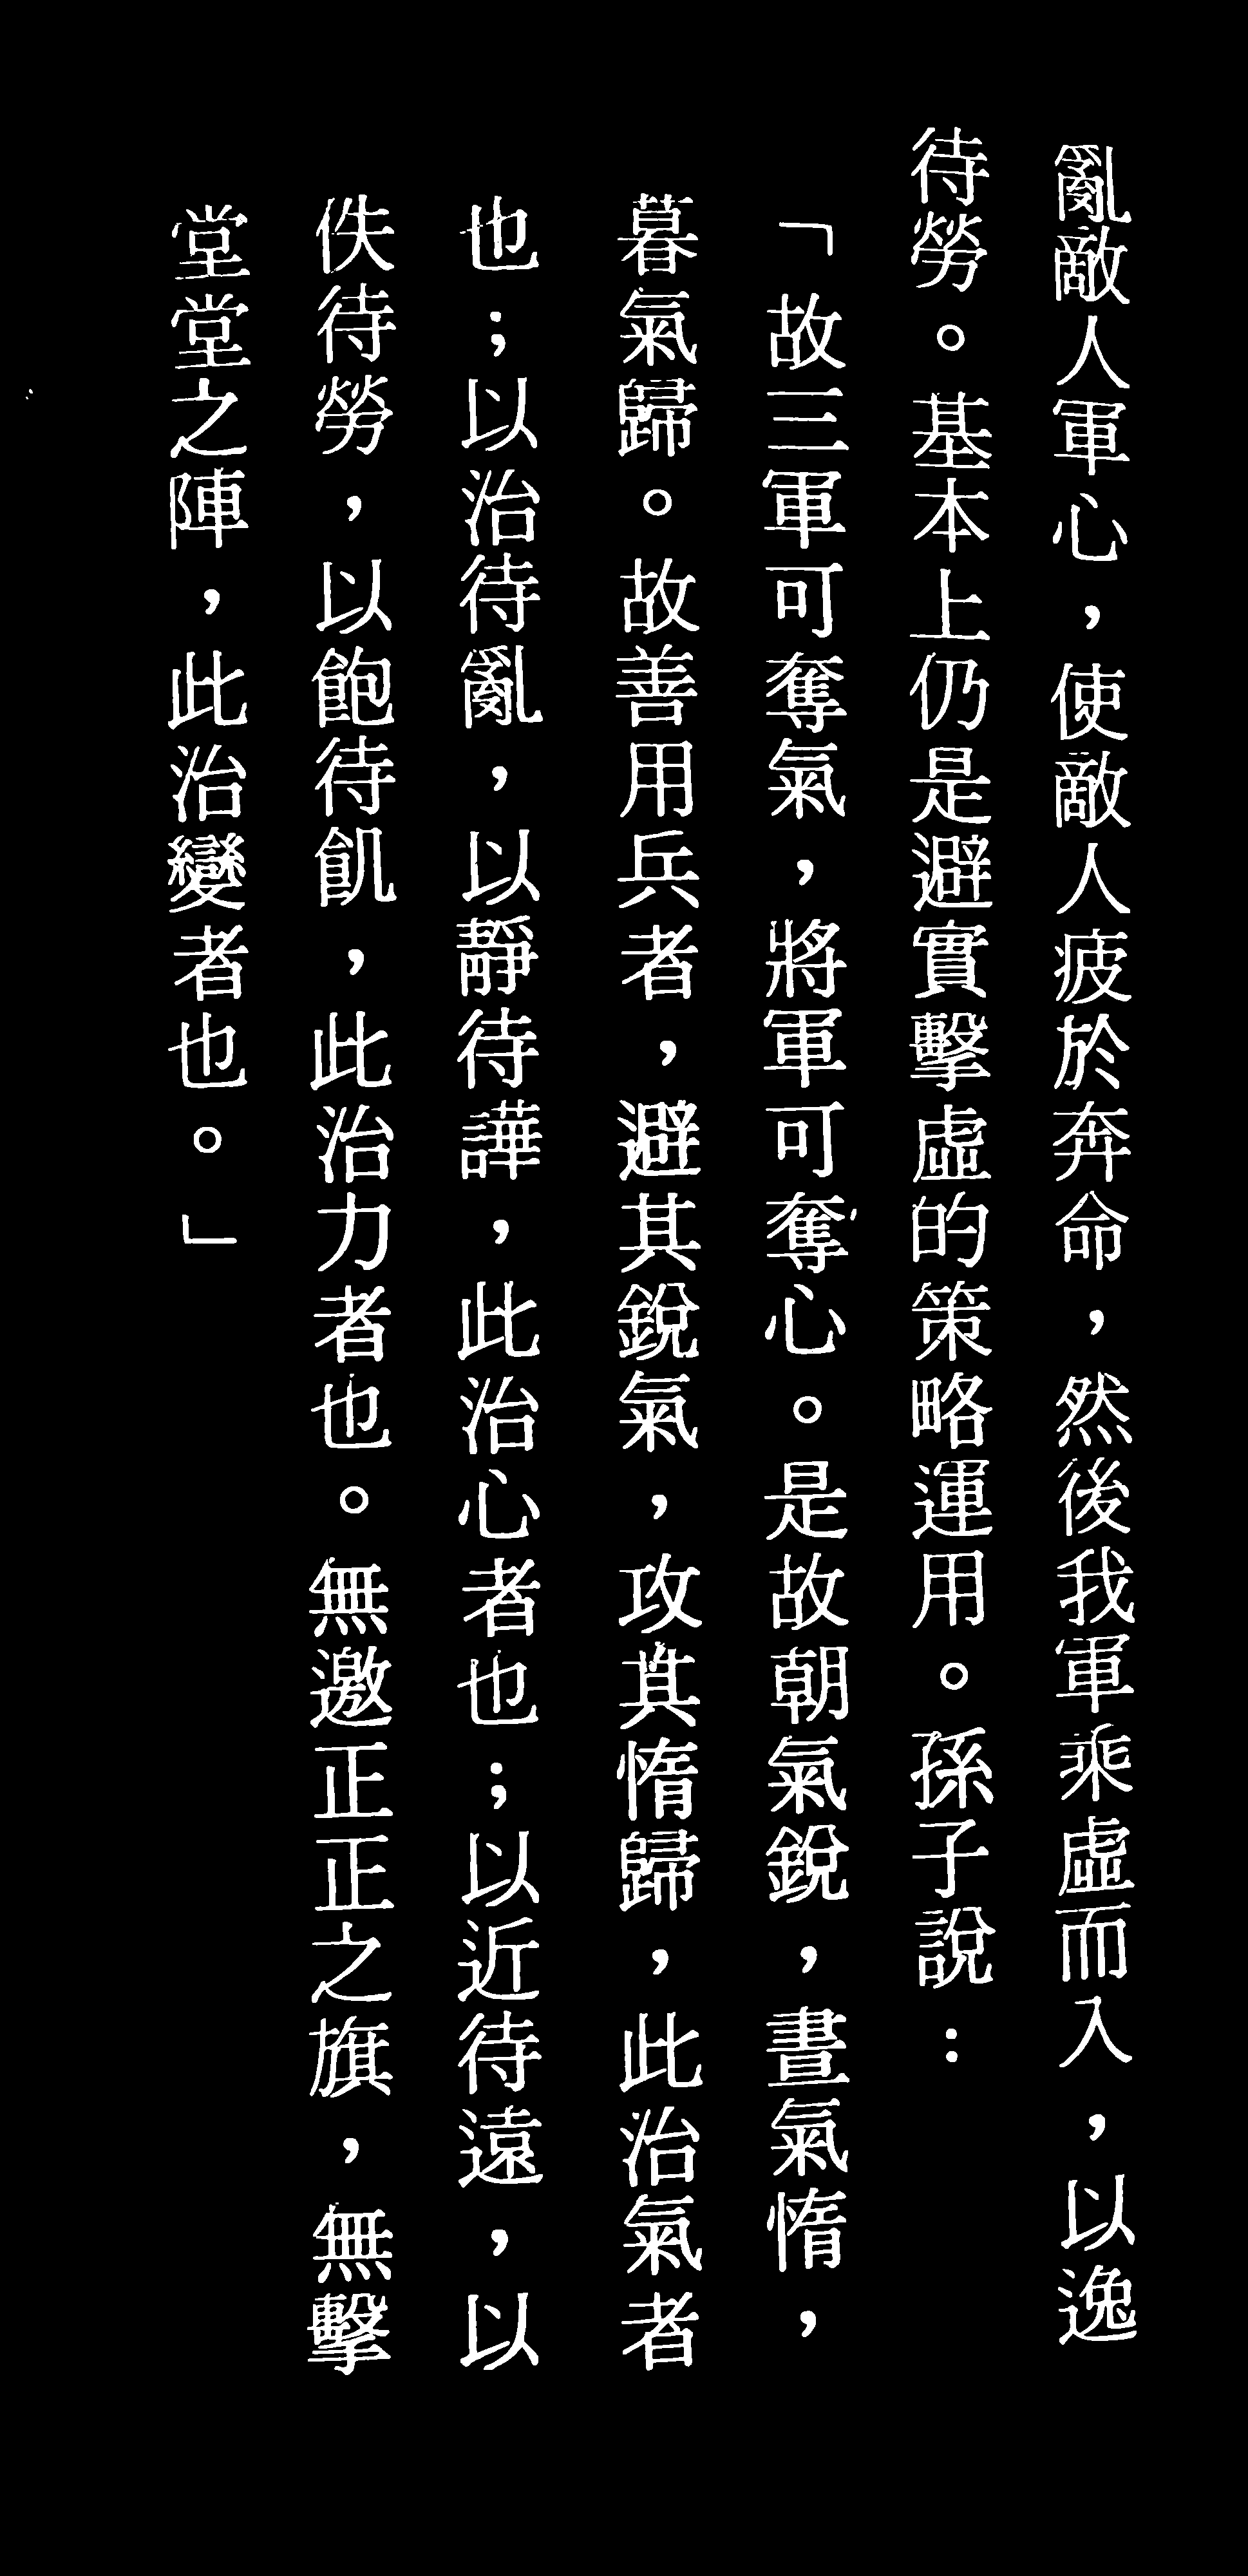 亂敵人軍心，使敵人疲於奔命，然後我軍乘虛而入，以逸
待勞。基本上仍是避實擊虛的策略運用。孫子說：
「故三軍可奪氣，將軍可奪心。是故朝氣銳，晝氣惰，
暮氣歸。故善用兵者，避其銳氣，攻其惰歸，此治氣者
也；以治待亂，以靜待譁，此治心者也；以近待遠，以
佚待勞，以飽待飢，此治力者也。無邀正正之旗，無擊
堂堂之陣，此治變者也。」